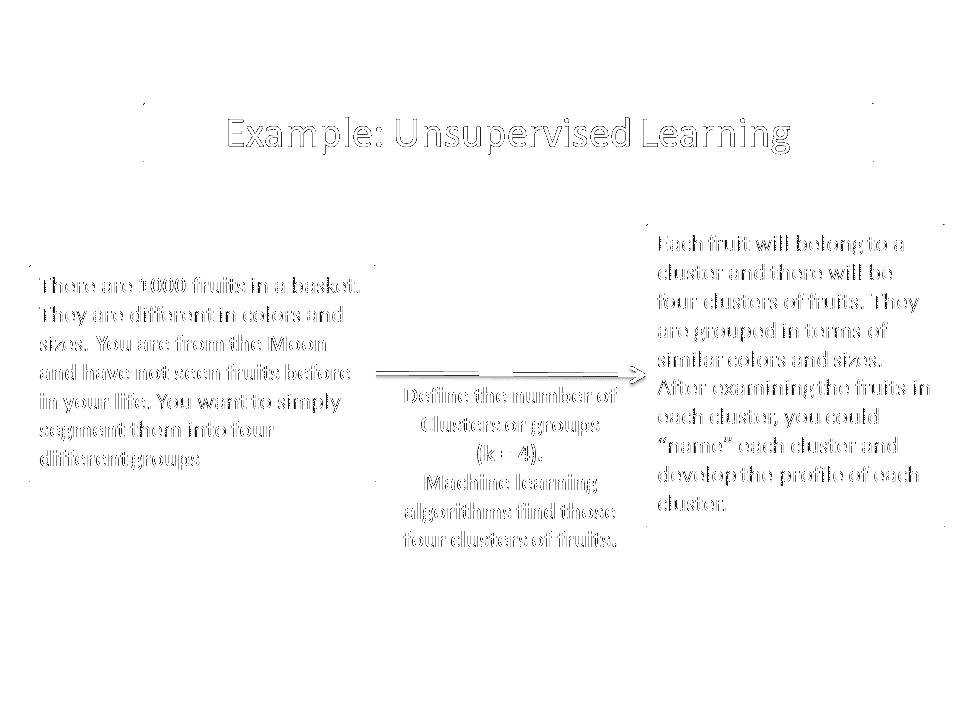 Example: Unsupervised Learning
There are 1000 fruits in a basket.
They are different in colors and
sizes. You are from the Moon
and have not seen fruits before
in your life. You want to simply
segment them into four
different groups
Define the number of
Clusters or groups
(k = 4).
Machine learning
algorithms find those
four clusters of fruits.
Each fruit will belong to a
cluster and there will be
four clusters of fruits. They
are grouped in terms of
similar colors and sizes.
After examining the fruits in
each cluster, you could
“name” each cluster and
develop the profile of each
cluster.